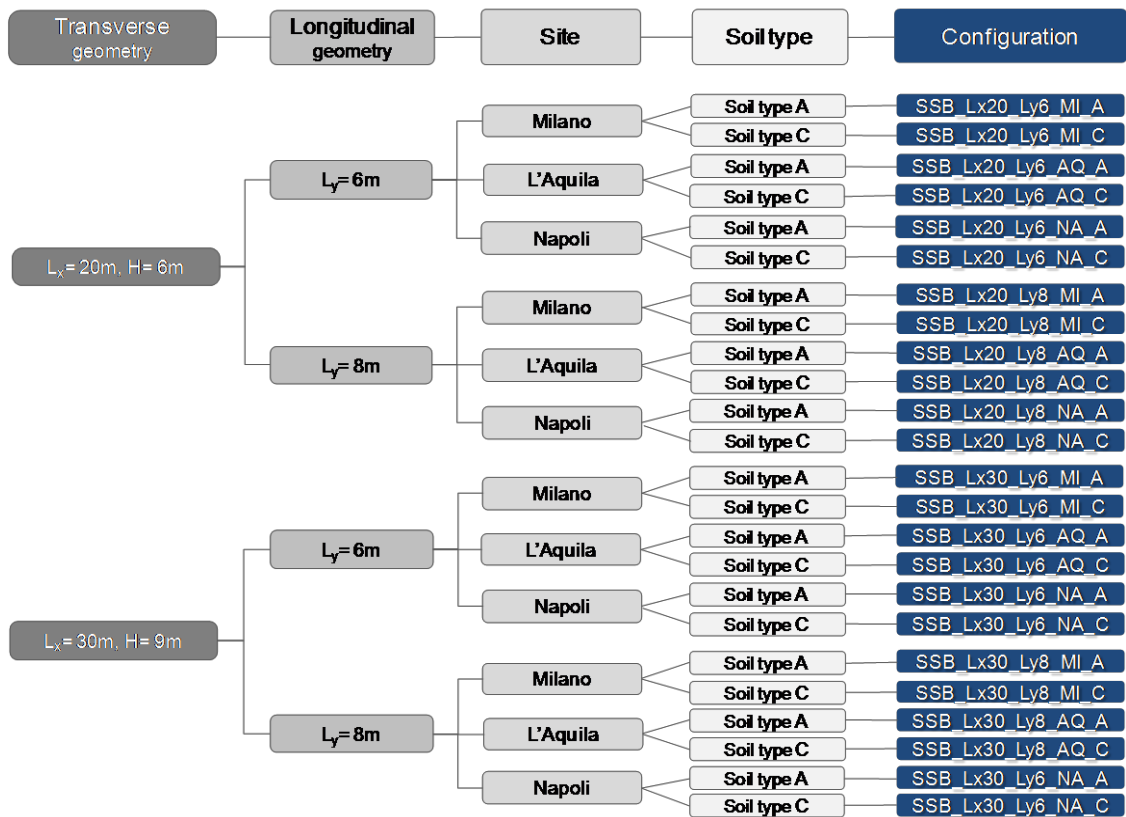 Transverse
geometry
Longitudinal
geometry
Site
Soil type
Configuration
Lx= 20m, H= 6m
Ly= 6m
Milano
Soil type A
SSB_Lx20_Ly6_MI_A
Soil type C
SSB_Lx20_Ly6_MI_C
L'Aquila
Soil type A
SSB_Lx20_Ly6_AQ_A
Soil type C
SSB_Lx20_Ly6_AQ_C
Napoli
Soil type A
SSB_Lx20_Ly6_NA_A
Soil type C
SSB_Lx20_Ly6_NA_C
Ly= 8m
Milano
Soil type A
SSB_Lx20_Ly8_MI_A
Soil type C
SSB_Lx20_Ly8_MI_C
L'Aquila
Soil type A
SSB_Lx20_Ly8_AQ_A
Soil type C
SSB_Lx20_Ly8_AQ_C
Napoli
Soil type A
SSB_Lx20_Ly8_NA_A
Soil type C
SSB_Lx20_Ly8_NA_C
Lx= 30m, H= 9m
Ly= 6m
Milano
Soil type A
SSB_Lx30_Ly6_MI_A
Soil type C
SSB_Lx30_Ly6_MI_C
L'Aquila
Soil type A
SSB_Lx30_Ly6_AQ_A
Soil type C
SSB_Lx30_Ly6_AQ_C
Napoli
Soil type A
SSB_Lx30_Ly6_NA_A
Soil type C
SSB_Lx30_Ly6_NA_C
Ly= 8m
Milano
Soil type A
SSB_Lx30_Ly8_MI_A
Soil type C
SSB_Lx30_Ly8_MI_C
L'Aquila
Soil type A
SSB_Lx30_Ly8_AQ_A
Soil type C
SSB_Lx30_Ly8_AQ_C
Napoli
Soil type A
SSB_Lx30_Ly6_NA_A
Soil type C
SSB_Lx30_Ly6_NA_C